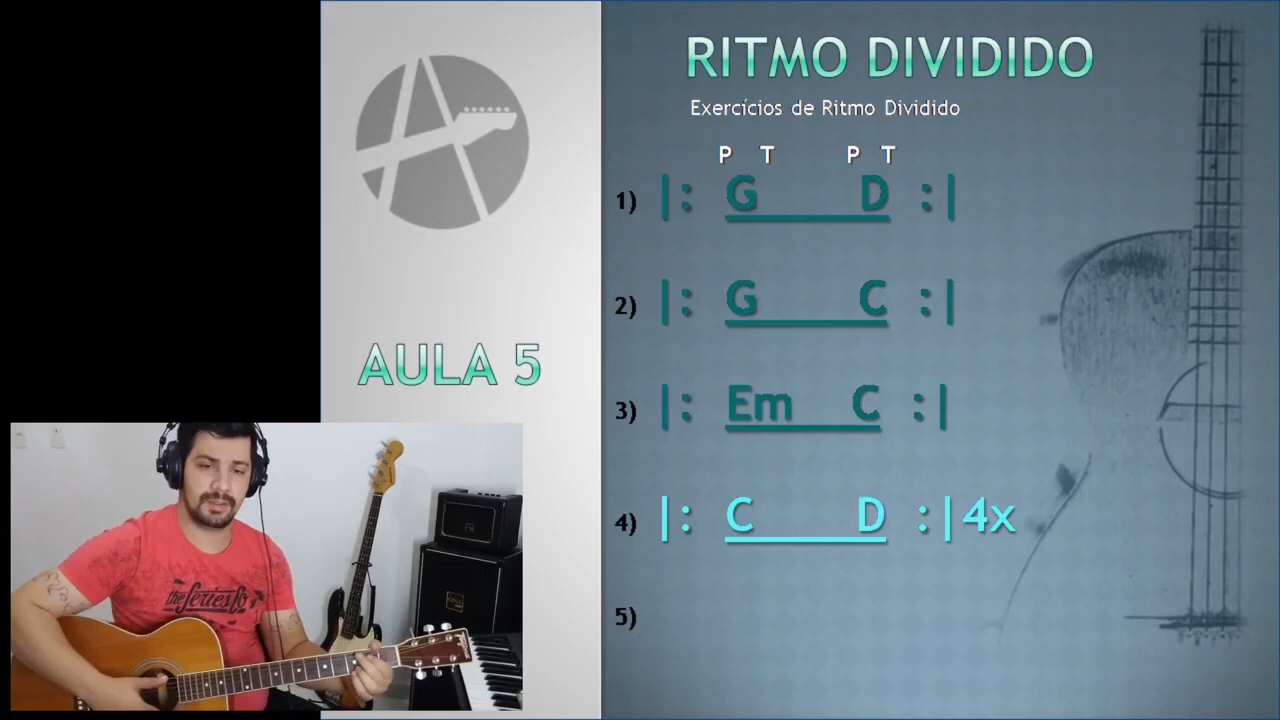 RITMO DIVIDIDO
Exercícios de Ritmo Dividido
P T P T
1) |: G D :|
2) |: G C :|
3) |: Em C :|
4) |: C D :| 4x
5)
AULA 5